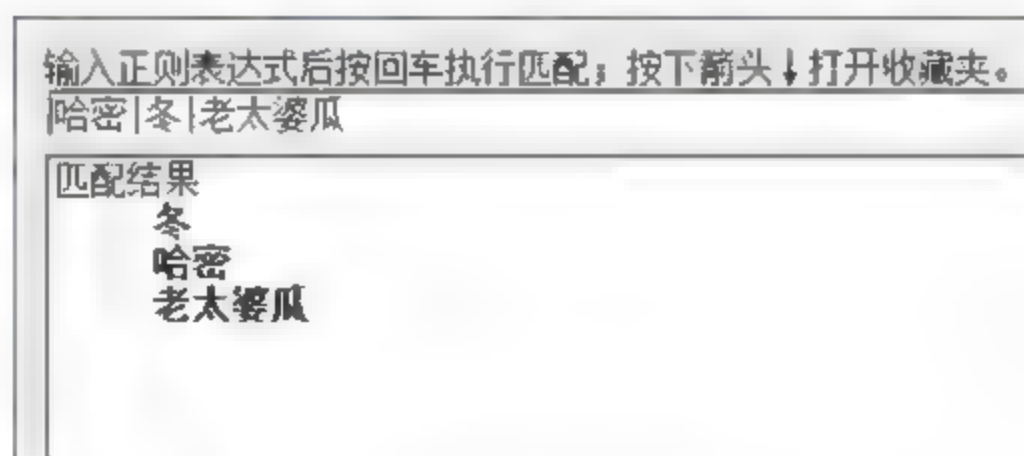 输入正则表达式后按回车执行匹配；按下箭头↓打开收藏夹。
哈密|冬|老太婆瓜
匹配结果
冬
哈密
老太婆瓜